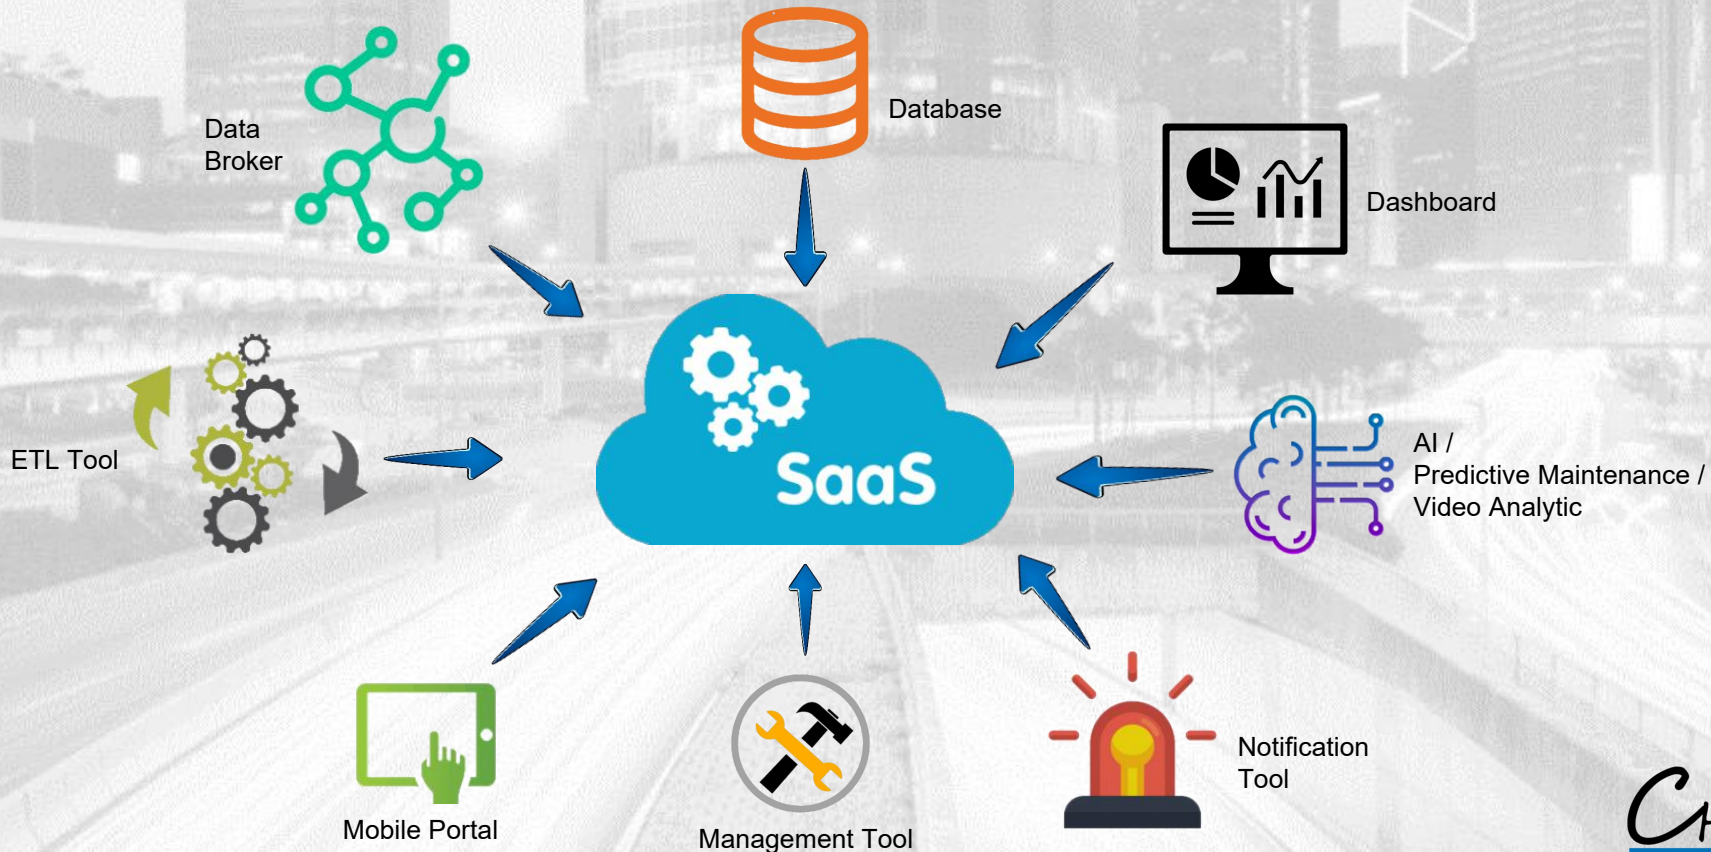 Data
Broker
Database
Dashboard
ETL Tool
SaaS
AI /
Predictive Maintenance /
Video Analytic
Mobile Portal
Management Tool
Notification
Tool